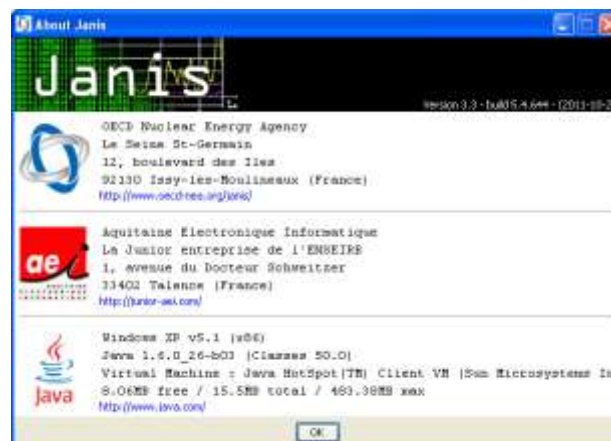 About Janis
Janis
Version 3.3 - build 5.4.644 - (2011-10-2
OECD Nuclear Energy Agency
Le Seine St-Germain
12, boulevard des Iles
92130 Issy-les-Moulineaux (France)
http://www.oecd-nea.org/janis/
Aquitaine Electronique Informatique
La Junior entreprise de l'ENSEIRB
1, avenue du Docteur Schweitzer
33402 Talence (France)
http://junior-aei.com/
aei
Windows XP v5.1 (x86)
Java 1.6.0_26-b03 (Classes 50.0)
Virtual Machine : Java HotSpot(TM) Client VM (Sun Microsystems In
8.06MB free / 15.5MB total / 483.38MB max
http://www.java.com/
Java
OK